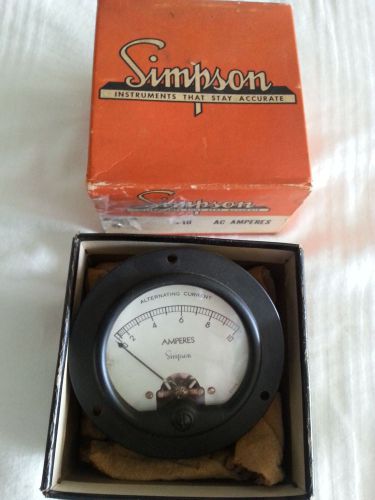 Simpson
INSTRUMENTS THAT STAY ACCURATE
Simpson
AC AMPERES
ALTERNATING CURRENT
2 4 6 8 10
AMPERES
Simpson